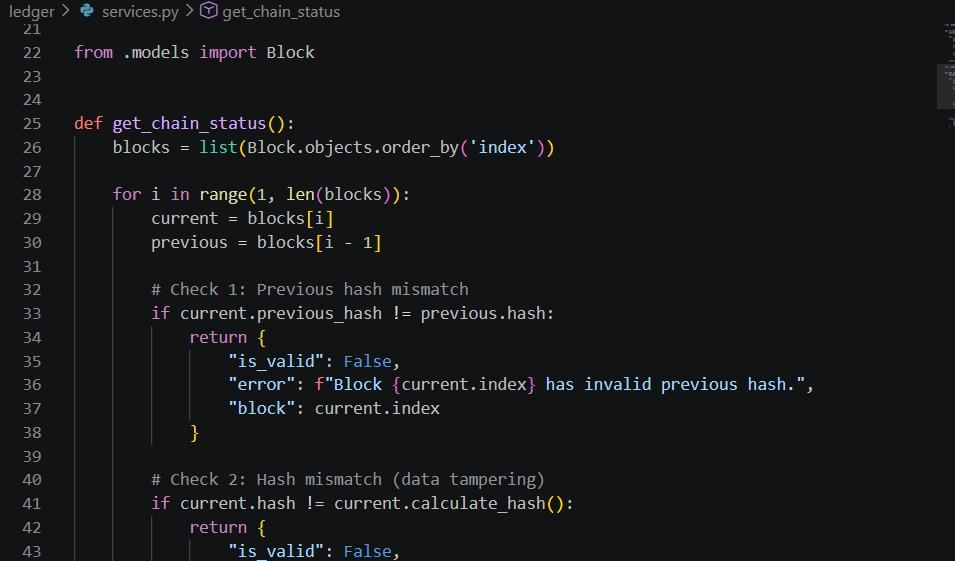 ledger > services.py > get_chain_status
21
22 from .models import Block
23
24
25 def get_chain_status():
26     blocks = list(Block.objects.order_by('index'))
27
28     for i in range(1, len(blocks)):
29         current = blocks[i]
30         previous = blocks[i - 1]
31
32         # Check 1: Previous hash mismatch
33         if current.previous_hash != previous.hash:
34             return {
35                 "is_valid": False,
36                 "error": f"Block {current.index} has invalid previous hash.",
37                 "block": current.index
38             }
39
40         # Check 2: Hash mismatch (data tampering)
41         if current.hash != current.calculate_hash():
42             return {
43                 "is_valid": False,